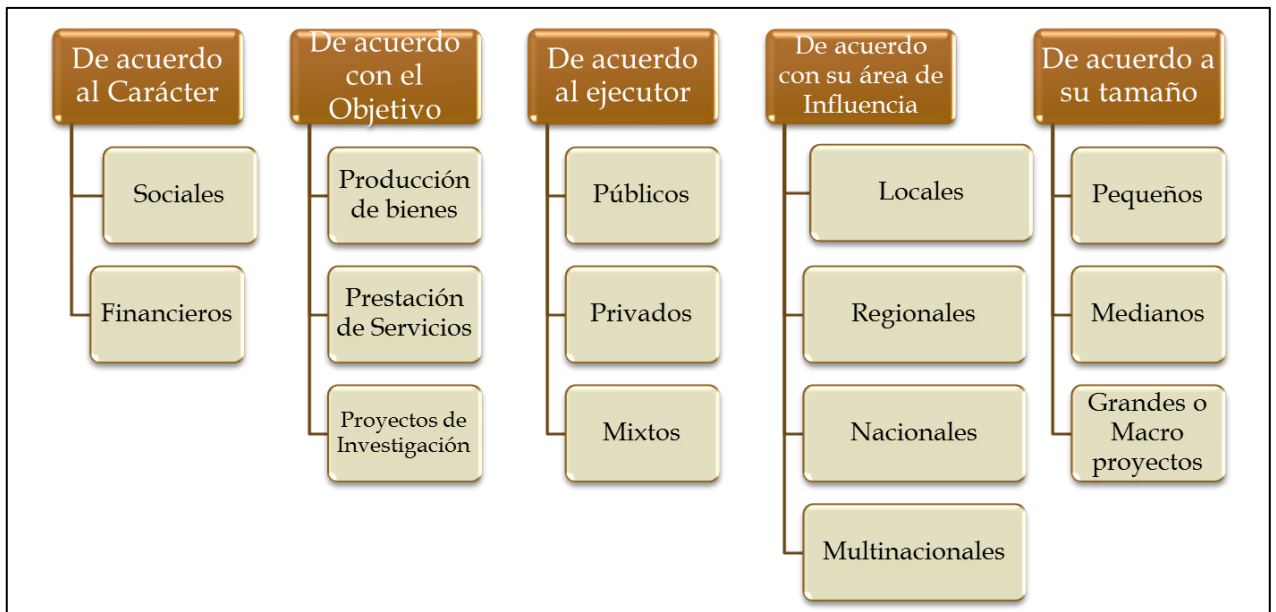 De acuerdo
al Carácter
Sociales
Financieros
De acuerdo
con el
Objetivo
Producción
de bienes
Prestación
de Servicios
Proyectos de
Investigación
De acuerdo
al ejecutor
Públicos
Privados
Mixtos
De acuerdo
con su área de
Influencia
Locales
Regionales
Nacionales
Multinacionales
De acuerdo a
su tamaño
Pequeños
Medianos
Grandes o
Macro
proyectos